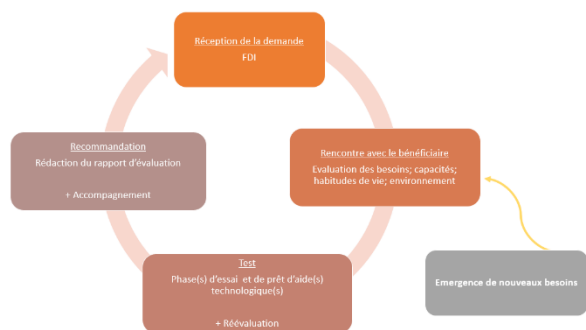 Réception de la demande
FDI
Rencontre avec le bénéficiaire
Evaluation des besoins; capacités;
habitudes de vie; environnement
Emergence de nouveaux besoins
Test
Phase(s) d'essai et de prêt d'aide(s)
technologique(s)
+ Réévaluation
Recommandation
Rédaction du rapport d'évaluation
+ Accompagnement